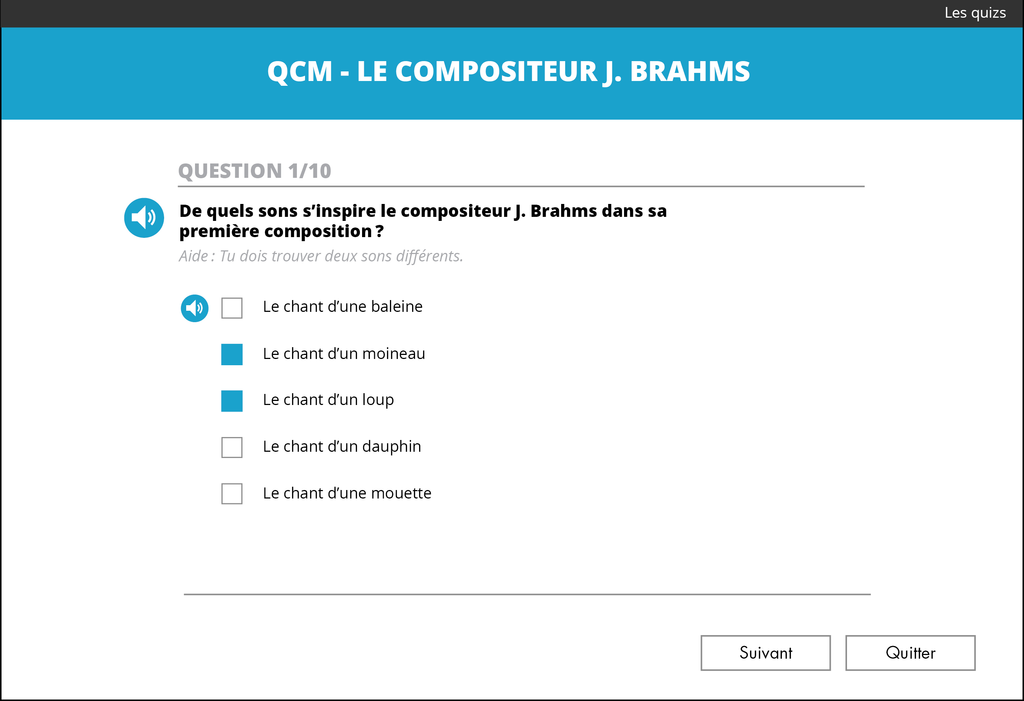 Les quizs
QCM - LE COMPOSITEUR J. BRAHMS
QUESTION 1/10
De quels sons s’inspire le compositeur J. Brahms dans sa
première composition ?
Aide : Tu dois trouver deux sons différents.
Le chant d’une baleine
Le chant d’un moineau
Le chant d’un loup
Le chant d’un dauphin
Le chant d’une mouette
Suivant
Quitter